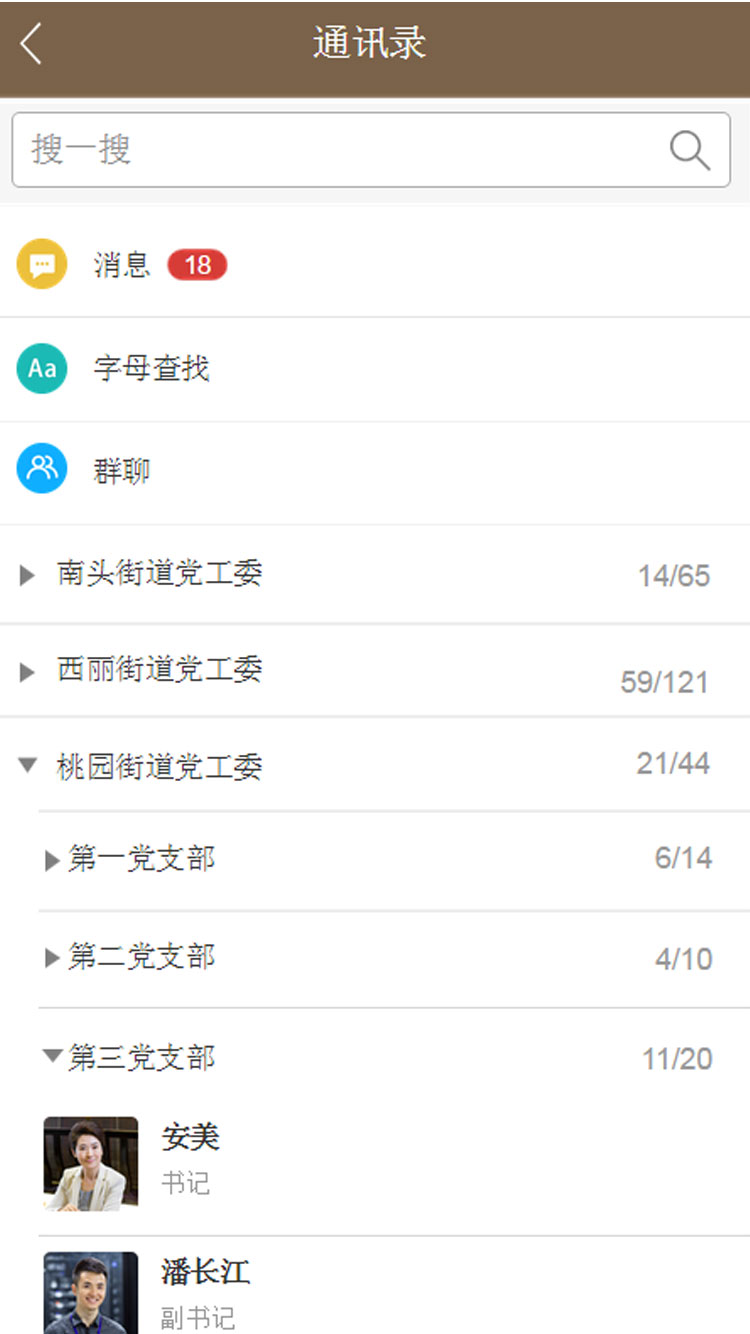 通讯录
搜一搜
消息 18
Aa 字母查找
群聊
南头街道党工委 14/65
西丽街道党工委 59/121
桃园街道党工委 21/44
第一党支部 6/14
第二党支部 4/10
第三党支部 11/20
安美
书记
潘长江
副书记